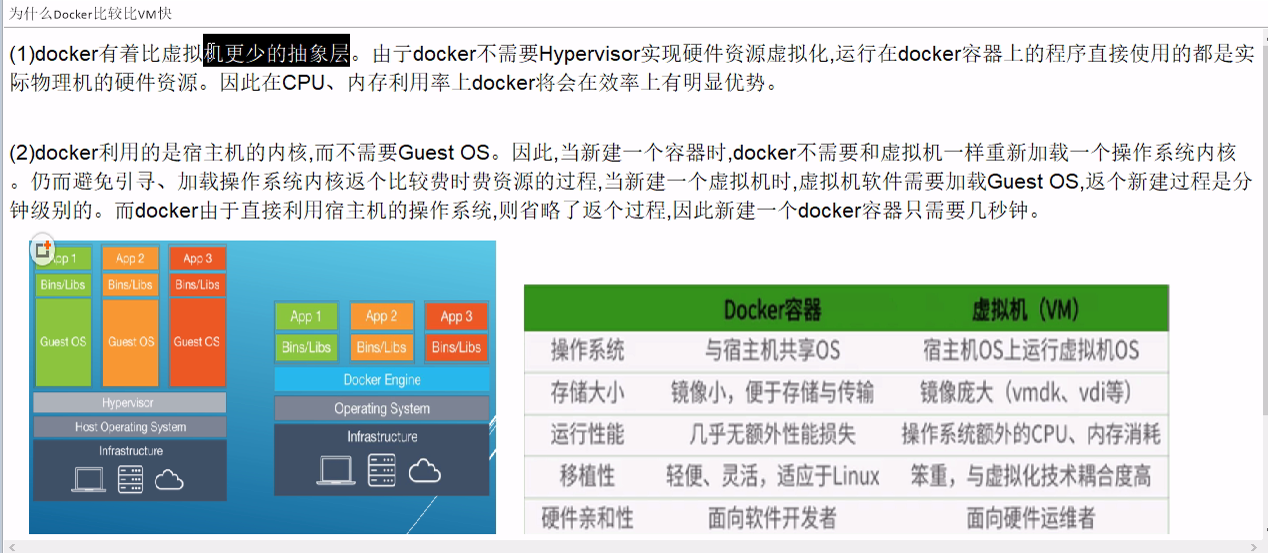 为什么Docker比较比VM快
(1)docker有着比虚拟机更少的抽象层。由亍docker不需要Hypervisor实现硬件资源虚拟化,运行在docker容器上的程序直接使用的都是实
际物理机的硬件资源。因此在CPU、内存利用率上docker将会在效率上有明显优势。
(2)docker利用的是宿主机的内核,而不需要Guest OS。因此,当新建一个容器时,docker不需要和虚拟机一样重新加载一个操作系统内核
。仍而避免引寻、加载操作系统内核返个比较费时费资源的过程,当新建一个虚拟机时,虚拟机软件需要加载Guest OS,返个新建过程是分
钟级别的。而docker由于直接利用宿主机的操作系统,则省略了返个过程,因此新建一个docker容器只需要几秒钟。
App 1 App 2 App 3
Bins/Libs Bins/Libs Bins/Libs
Guest OS Guest OS Guest OS
Hypervisor
Host Operating System
Infrastructure
App 1 App 2 App 3
Bins/Libs Bins/Libs Bins/Libs
Docker Engine
Operating System
Infrastructure
Docker容器 虚拟机（VM）
操作系统 与宿主机共享OS 宿主机OS上运行虚拟机OS
存储大小 镜像小，便于存储与传输 镜像庞大（vmdk、vdi等）
运行性能 几乎无额外性能损失 操作系统额外的CPU、内存消耗
移植性 轻便、灵活，适应于Linux 笨重，与虚拟化技术耦合度高
硬件亲和性 面向软件开发者 面向硬件运维者